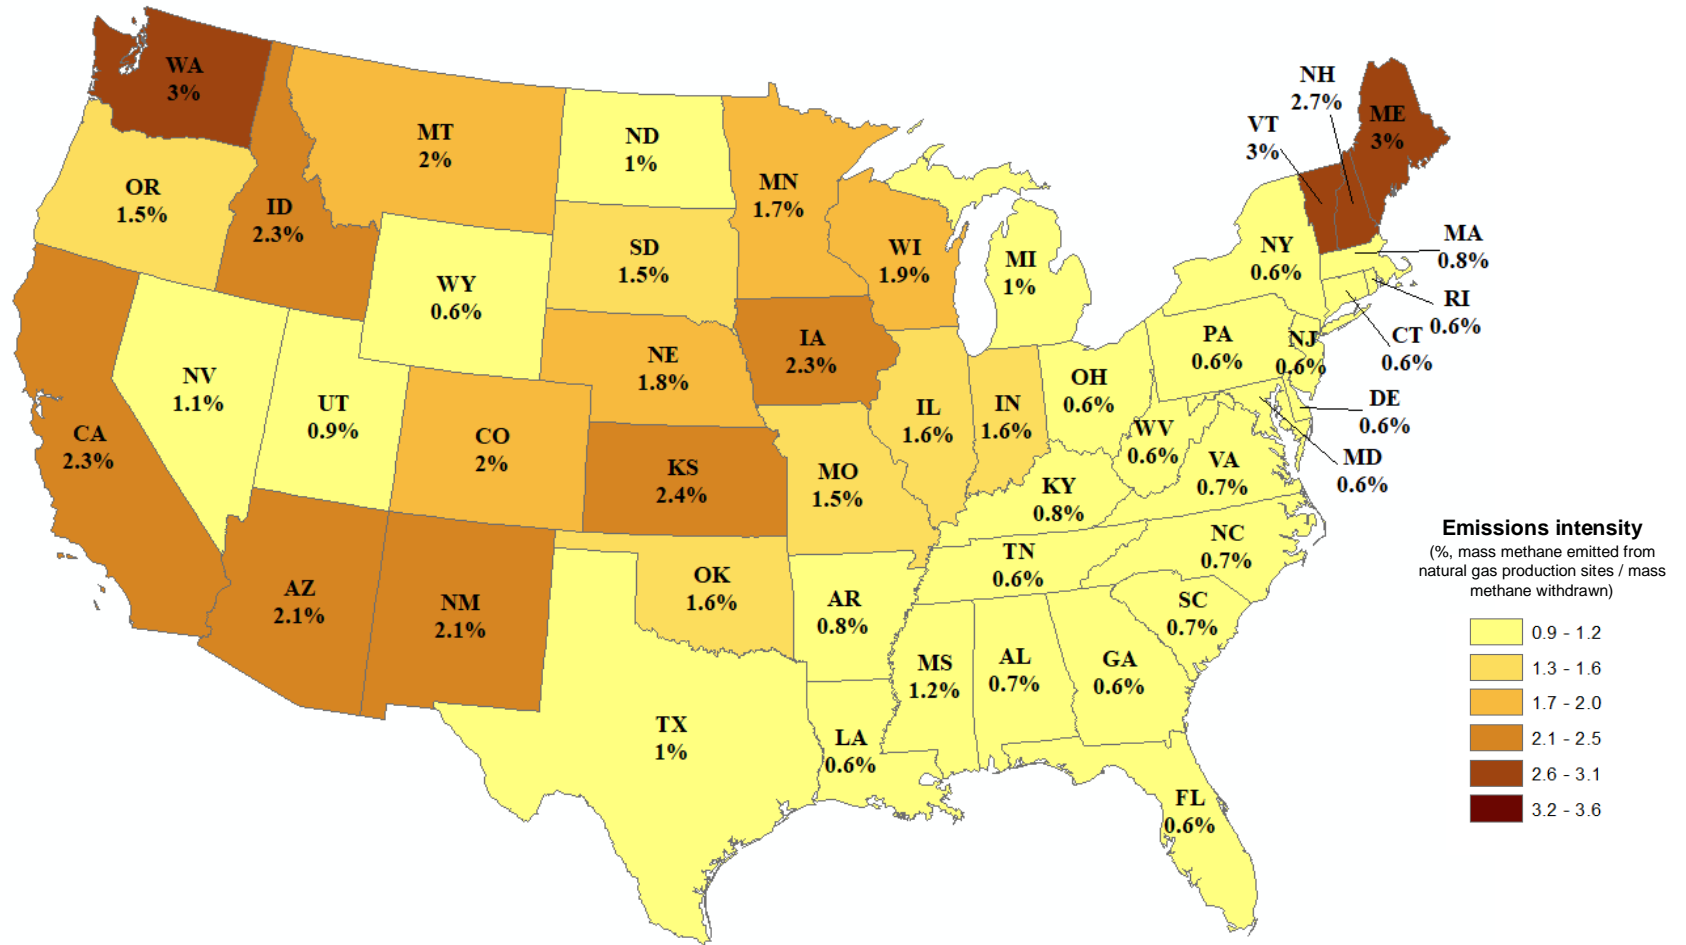 WA
3%
OR
1.5%
CA
2.3%
ID
2.3%
NV
1.1%
MT
2%
WY
0.6%
UT
0.9%
AZ
2.1%
CO
2%
NM
2.1%
ND
1%
SD
1.5%
NE
1.8%
KS
2.4%
OK
1.6%
TX
1%
MN
1.7%
IA
2.3%
MO
1.5%
AR
0.8%
LA
0.6%
WI
1.9%
IL
1.6%
MI
1%
IN
1.6%
OH
0.6%
KY
0.8%
TN
0.6%
MS
1.2%
AL
0.7%
GA
0.6%
FL
0.6%
SC
0.7%
NC
0.7%
VA
0.7%
WV
0.6%
PA
0.6%
NY
0.6%
NJ
0.6%
VT
3%
NH
2.7%
ME
3%
MA
0.8%
RI
0.6%
CT
0.6%
DE
0.6%
MD
0.6%
Emissions intensity
(%, mass methane emitted from
natural gas production sites / mass
methane withdrawn)
0.9 - 1.2
1.3 - 1.6
1.7 - 2.0
2.1 - 2.5
2.6 - 3.1
3.2 - 3.6